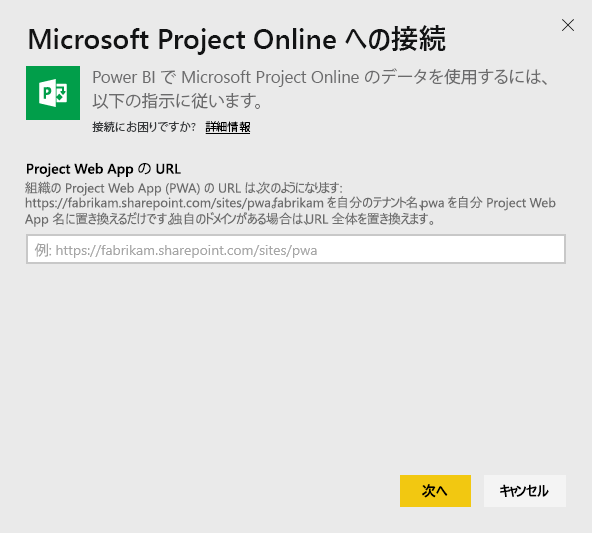 Microsoft Project Online への接続
Power BI で Microsoft Project Online のデータを使用するには、
以下の指示に従います。
接続にお困りですか? 詳細情報
Project Web App の URL
組織の Project Web App (PWA) の URL は､次のようになります:
https://fabrikam.sharepoint.com/sites/pwa､fabrikam を自分のテナント名､pwa を自分 Project Web
App 名に置き換えるだけです｡独自のドメインがある場合は､URL 全体を置き換えます。
例: https://fabrikam.sharepoint.com/sites/pwa
次へ キャンセル